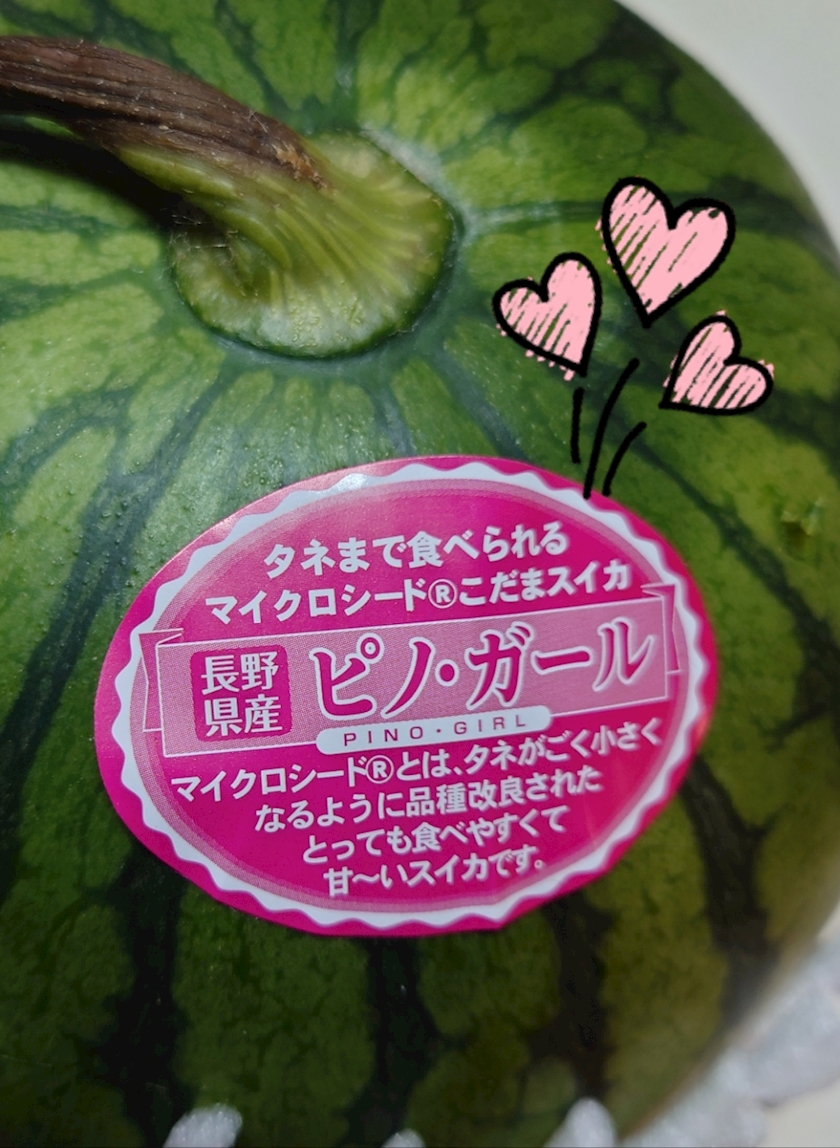 タネまで食べられる
マイクロシード®こだまスイカ
長野
県産
ピノ・ガール
PINO・GIRL
マイクロシード®とは、タネがごく小さく
なるように品種改良された
とっても食べやすくて
甘〜いスイカです。